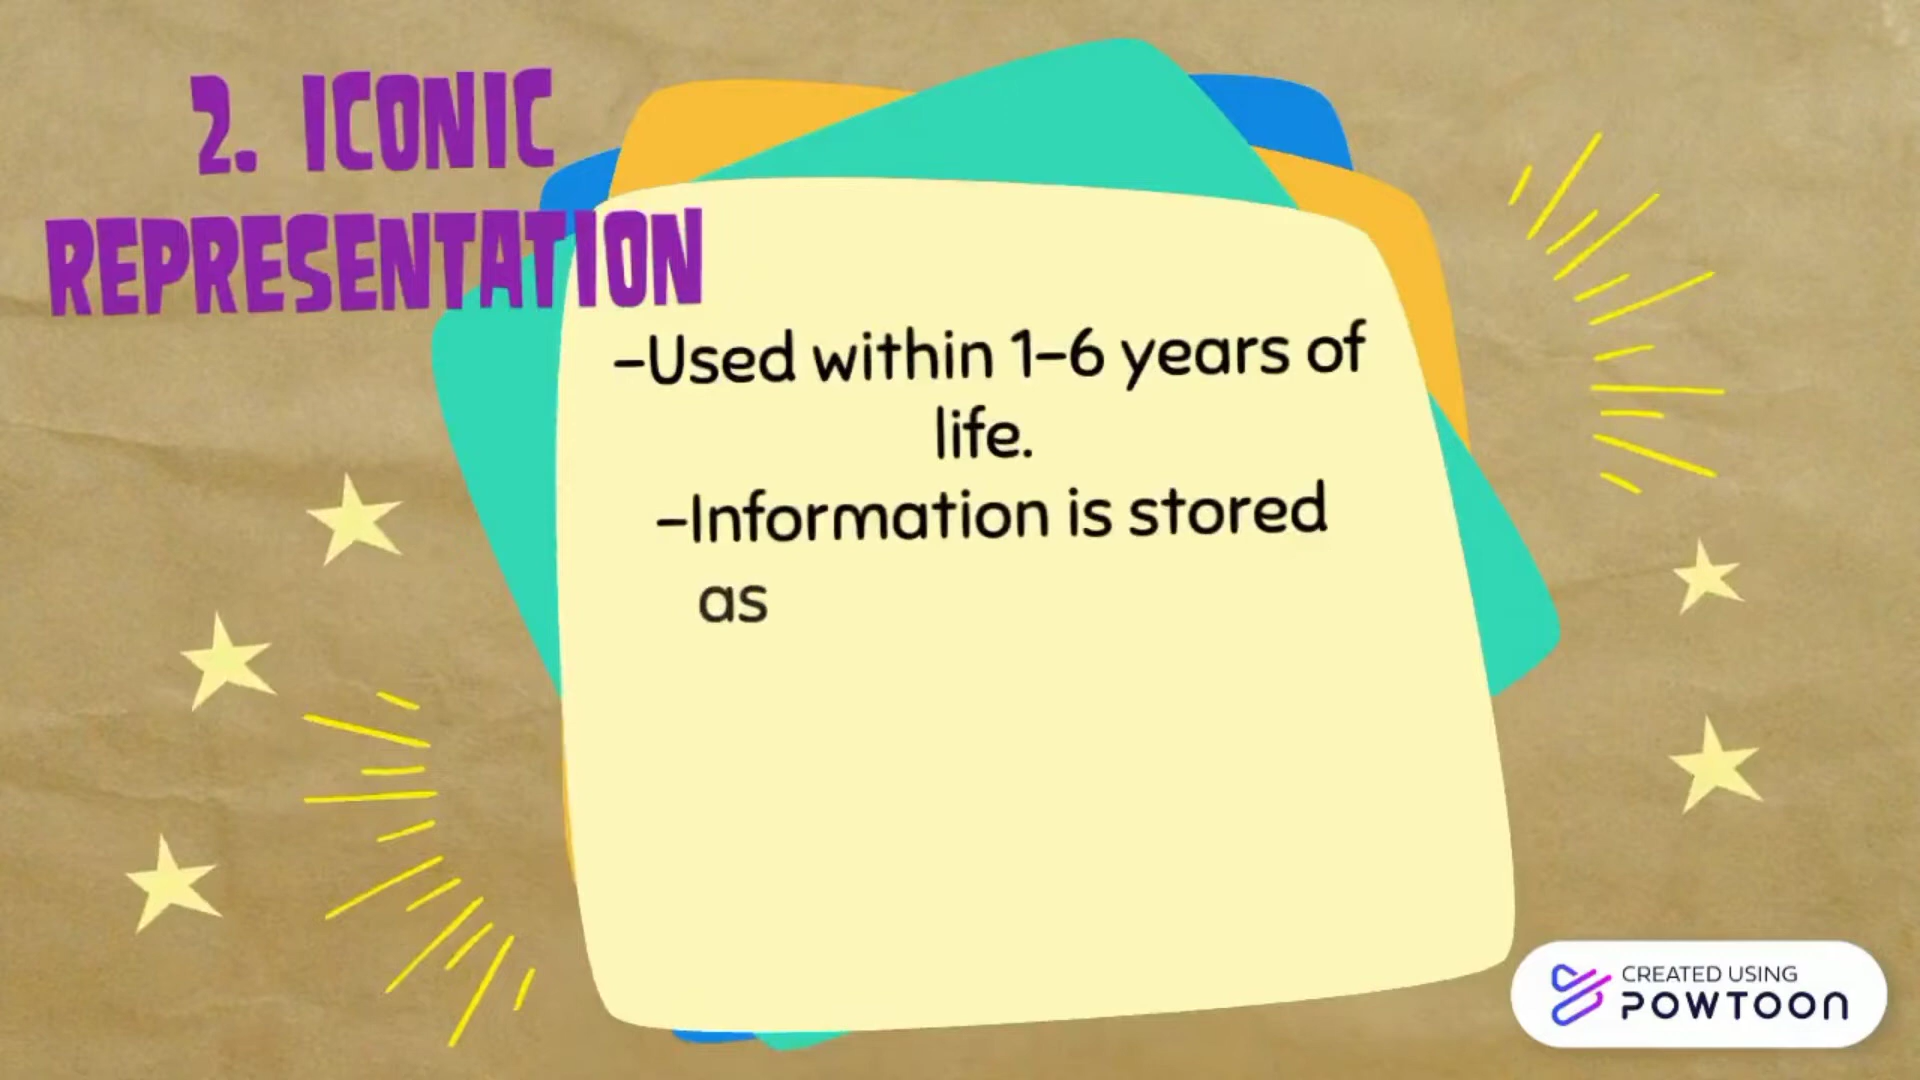 2. ICONIC
REPRESENTATION
-Used within 1-6 years of
life.
-Information is stored
as
CREATED USING
POWTOON